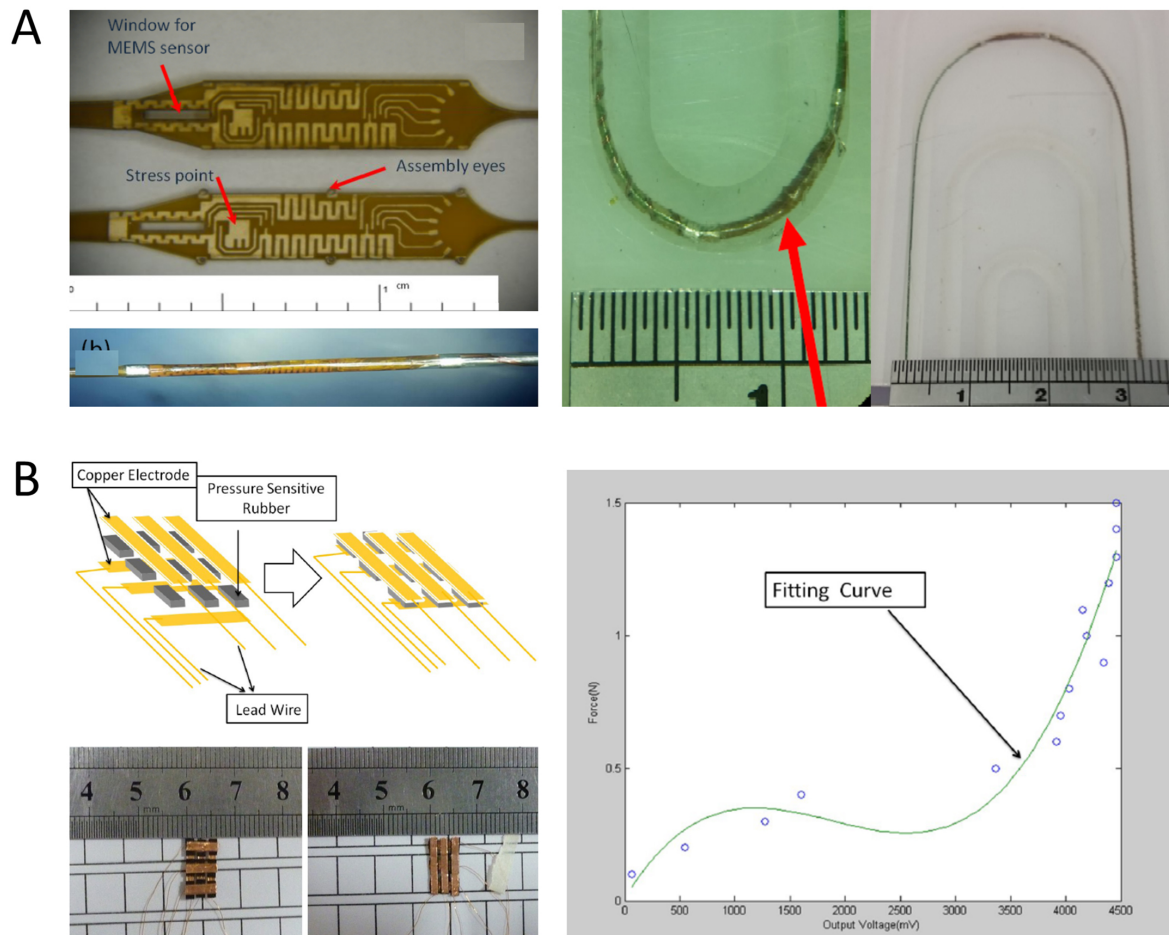 A
Window for
MEMS sensor
Stress point
Assembly eyes
0
1
cm
(b)
1
1 2 3
B
Copper Electrode
Pressure Sensitive
Rubber
Lead Wire
4 5 6 7 8
mm
4 5 6 7 8
mm
Fitting Curve
Force(N)
1.5
1
0.5
0
0 500 1000 1500 2000 2500 3000 3500 4000 4500
Output Voltage(mV)